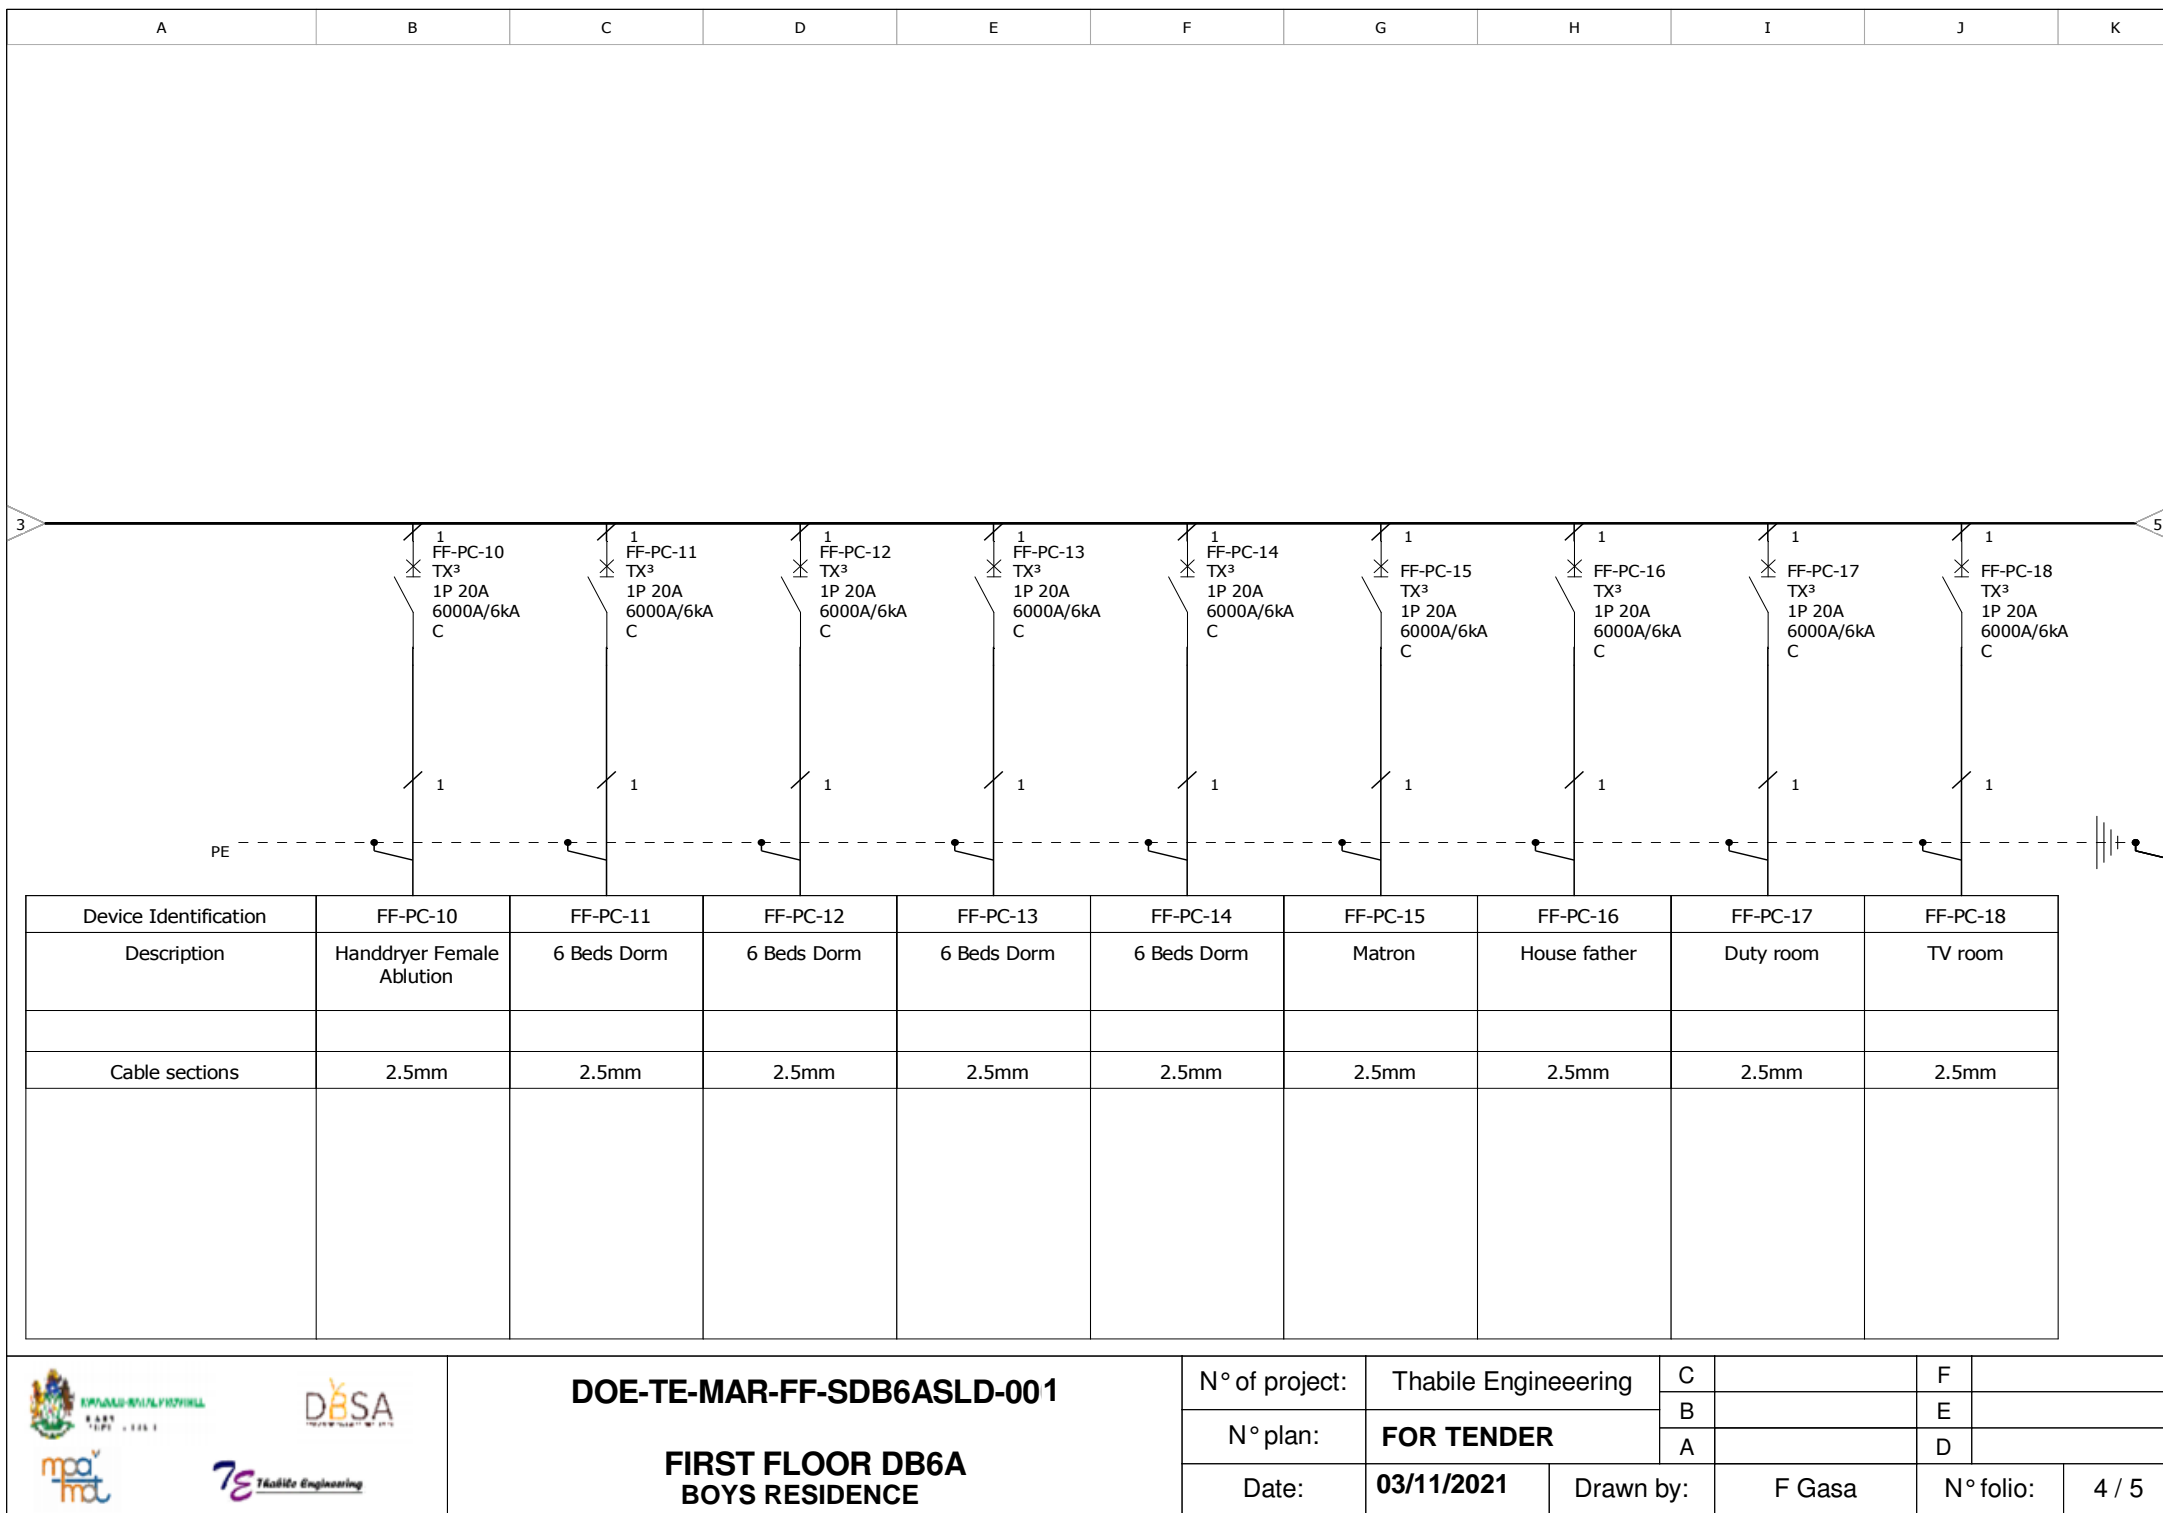 A B C D E F G H I J K
3
5
1 1 1 1 1 1 1 1 1
FF-PC-10
TX³
1P 20A
6000A/6kA
C
FF-PC-11
TX³
1P 20A
6000A/6kA
C
FF-PC-12
TX³
1P 20A
6000A/6kA
C
FF-PC-13
TX³
1P 20A
6000A/6kA
C
FF-PC-14
TX³
1P 20A
6000A/6kA
C
FF-PC-15
TX³
1P 20A
6000A/6kA
C
FF-PC-16
TX³
1P 20A
6000A/6kA
C
FF-PC-17
TX³
1P 20A
6000A/6kA
C
FF-PC-18
TX³
1P 20A
6000A/6kA
C
1 1 1 1 1 1 1 1 1
PE
Device Identification FF-PC-10 FF-PC-11 FF-PC-12 FF-PC-13 FF-PC-14 FF-PC-15 FF-PC-16 FF-PC-17 FF-PC-18
Description Handdryer Female 6 Beds Dorm 6 Beds Dorm 6 Beds Dorm 6 Beds Dorm Matron House father Duty room TV room
Ablution
Cable sections 2.5mm 2.5mm 2.5mm 2.5mm 2.5mm 2.5mm 2.5mm 2.5mm 2.5mm
DBSA
mpa
mdt
TE Thabile Engineering
DOE-TE-MAR-FF-SDB6ASLD-001
FIRST FLOOR DB6A
BOYS RESIDENCE
N° of project: Thabile Engineeering
N° plan: FOR TENDER
C F
B E
A D
Date: 03/11/2021 Drawn by: F Gasa N° folio: 4 / 5